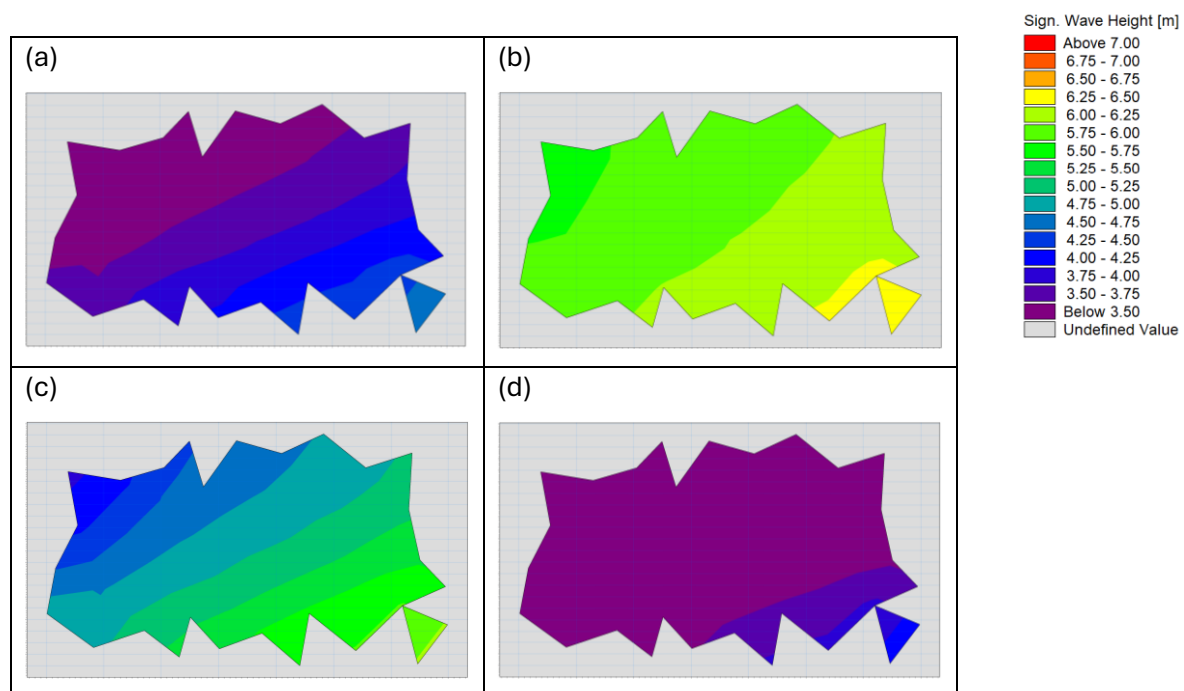 Sign. Wave Height [m]
Above 7.00
6.75 - 7.00
6.50 - 6.75
6.25 - 6.50
6.00 - 6.25
5.75 - 6.00
5.50 - 5.75
5.25 - 5.50
5.00 - 5.25
4.75 - 5.00
4.50 - 4.75
4.25 - 4.50
4.00 - 4.25
3.75 - 4.00
3.50 - 3.75
Below 3.50
Undefined Value
(a)
(b)
(c)
(d)